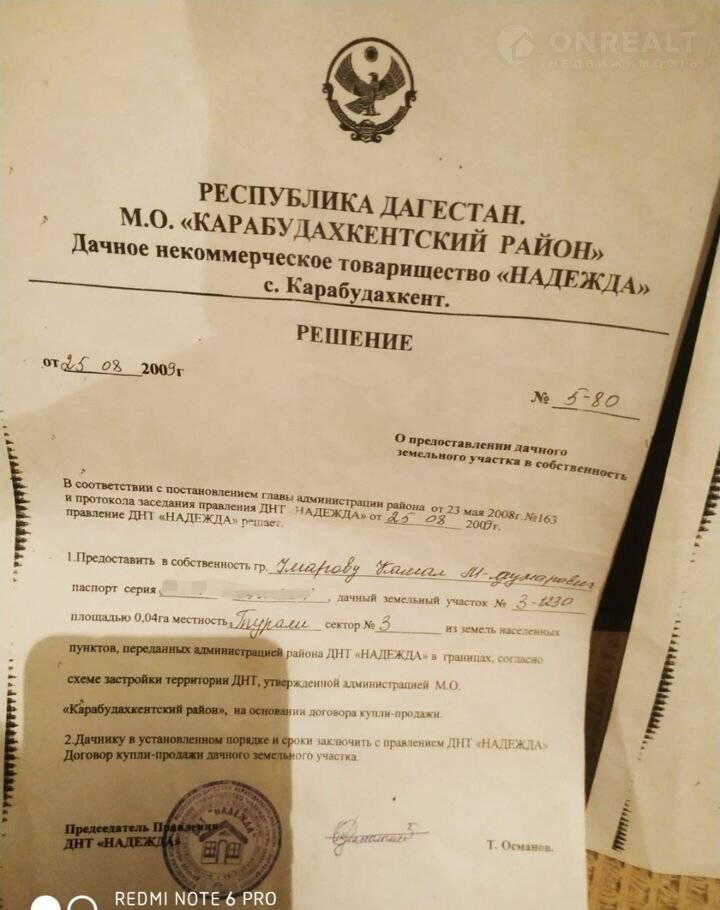 ONREALT
НЕДВИЖИМОСТЬ
РЕСПУБЛИКА ДАГЕСТАН.
М.О. «КАРАБУДАХКЕНТСКИЙ РАЙОН»
Дачное некоммерческое товарищество «НАДЕЖДА»
с. Карабудахкент.
РЕШЕНИЕ
от 25 08 2009г
№ 5-80
О предоставлении дачного
земельного участка в собственность
В соответствии с постановлением главы администрации района от 23 мая 2008г.№163
и протокола заседания правления ДНТ НАДЕЖДА» от 25 08 2009г.
правление ДНТ «НАДЕЖДА» решает:
1.Предоставить в собственность гр. Умарову Камал
паспорт серия , дачный земельный участок № 3-1230
площадью 0,04га местность Турали сектор № 3 из земель населенных
пунктов, переданных администрацией района ДНТ «НАДЕЖДА» в границах, согласно
схеме застройки территории ДНТ, утвержденной администрацией М.О.
«Карабудахкентский район», на основании договора купли-продажи.
2.Дачнику в установленном порядке и сроки заключить с правлением ДНТ «НАДЕЖДА»
Договор купли-продажи дачного земельного участка.
Председатель Правления
ДНТ «НАДЕЖДА»
ДНТ "НАДЕЖДА"
Т. Османов.
REDMI NOTE 6 PRO